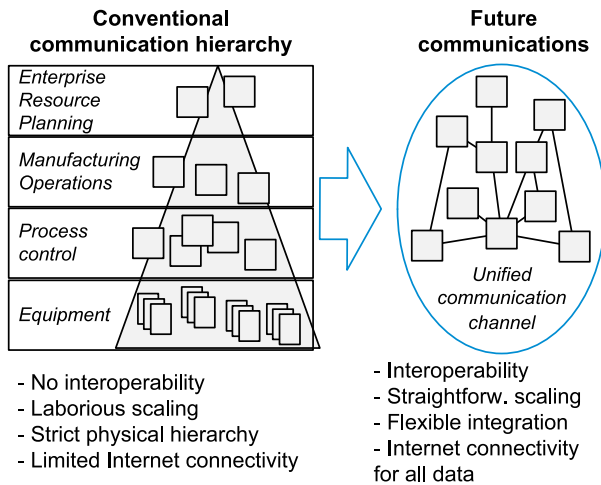 Conventional
communication hierarchy
Enterprise
Resource
Planning
Manufacturing
Operations
Process
control
Equipment
- No interoperability
- Laborious scaling
- Strict physical hierarchy
- Limited Internet connectivity
Future
communications
Unified
communication
channel
- Interoperability
- Straightforw. scaling
- Flexible integration
- Internet connectivity
for all data